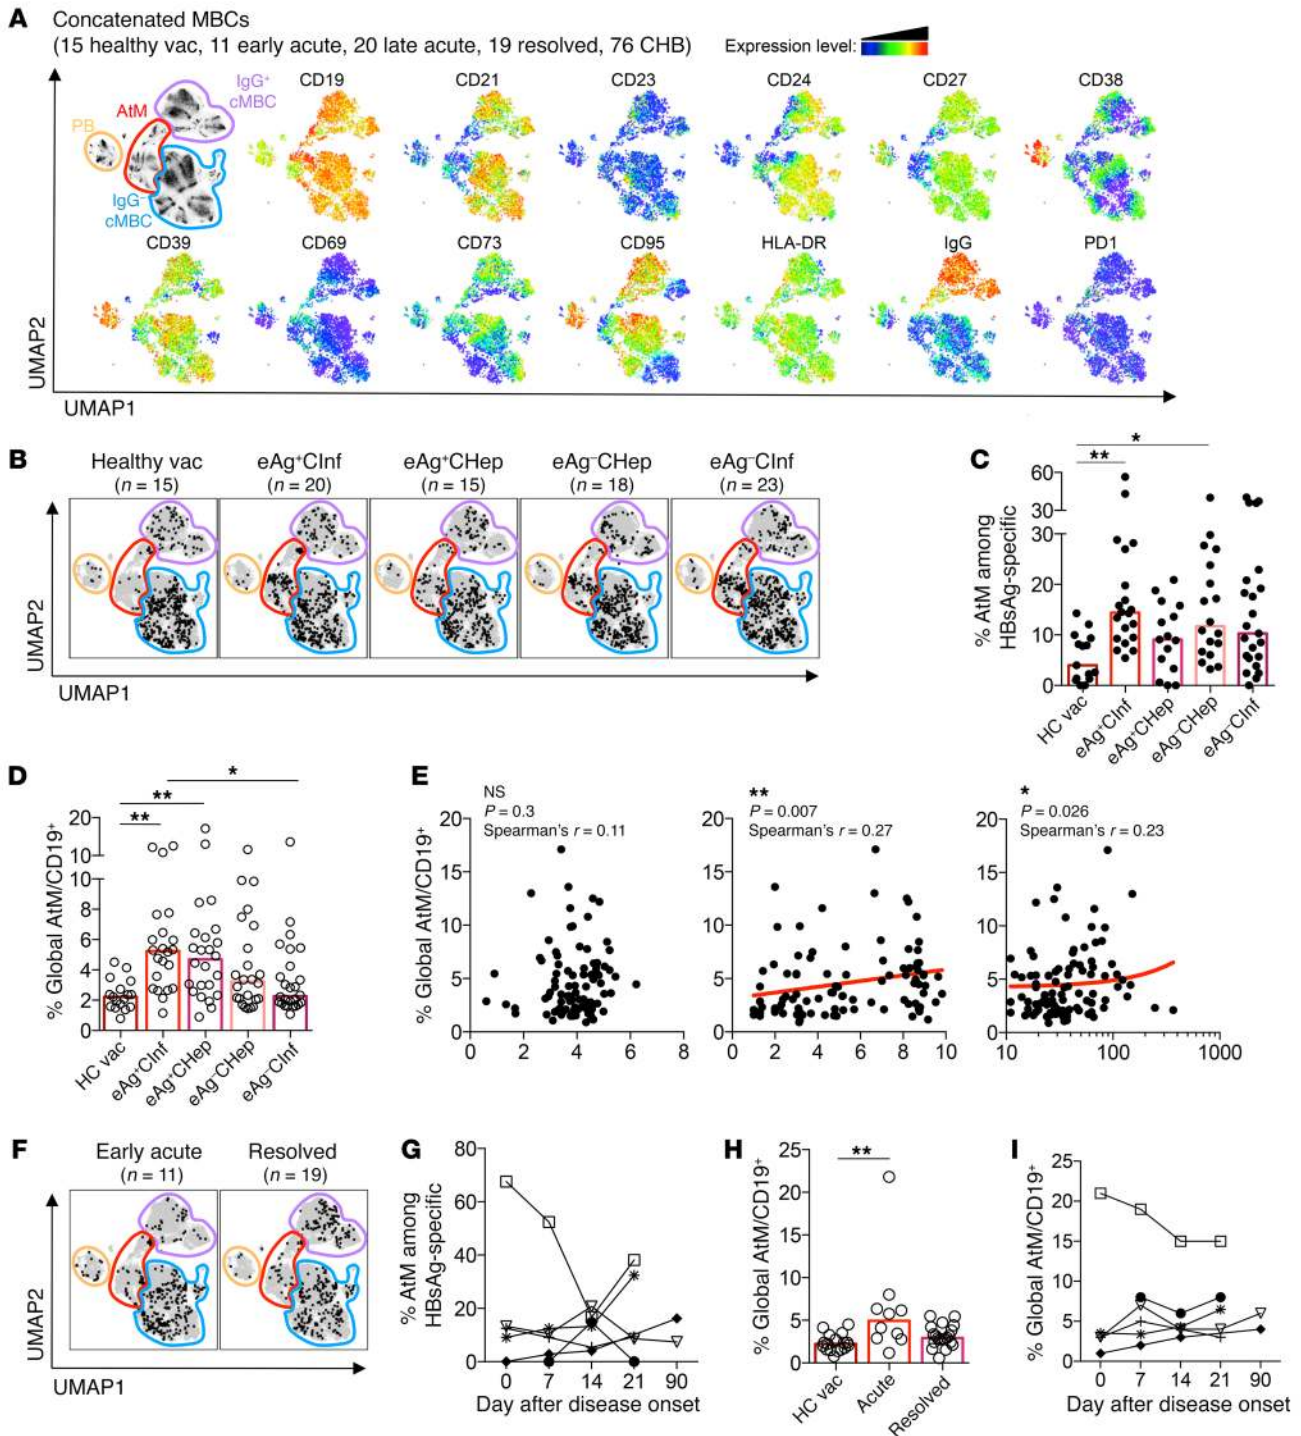 A
Concatenated MBCs
(15 healthy vac, 11 early acute, 20 late acute, 19 resolved, 76 CHB)
Expression level:
IgG⁺ cMBC
AtM
PB
IgG⁻ cMBC
CD19
CD21
CD23
CD24
CD27
CD38
CD39
CD69
CD73
CD95
HLA-DR
IgG
PD1
UMAP2
UMAP1
B
Healthy vac
(n = 15)
eAg⁺CInf
(n = 20)
eAg⁺CHep
(n = 15)
eAg⁻CHep
(n = 18)
eAg⁻CInf
(n = 23)
UMAP2
UMAP1
C
* 
**
% AtM among
HBsAg-specific
60
30
30
20
10
0
HC vac
eAg⁺CInf
eAg⁺CHep
eAg⁻CHep
eAg⁻CInf
D
*
**
**
% Global AtM/CD19⁺
20
10
10
8
6
4
2
0
HC vac
eAg⁺CInf
eAg⁺CHep
eAg⁻CHep
eAg⁻CInf
E
NS
P = 0.3
Spearman's r = 0.11
% Global AtM/CD19⁺
20
15
10
5
0
0 2 4 6 8
**
P = 0.007
Spearman's r = 0.27
20
15
10
5
0
0 2 4 6 8 10
*
P = 0.026
Spearman's r = 0.23
20
15
10
5
0
10 100 1000
F
Early acute
(n = 11)
Resolved
(n = 19)
UMAP2
UMAP1
G
% AtM among
HBsAg-specific
80
60
40
20
0
0 7 14 21 90
Day after disease onset
H
**
% Global AtM/CD19⁺
25
20
15
10
5
0
HC vac
Acute
Resolved
I
% Global AtM/CD19⁺
25
20
15
10
5
0
0 7 14 21 90
Day after disease onset